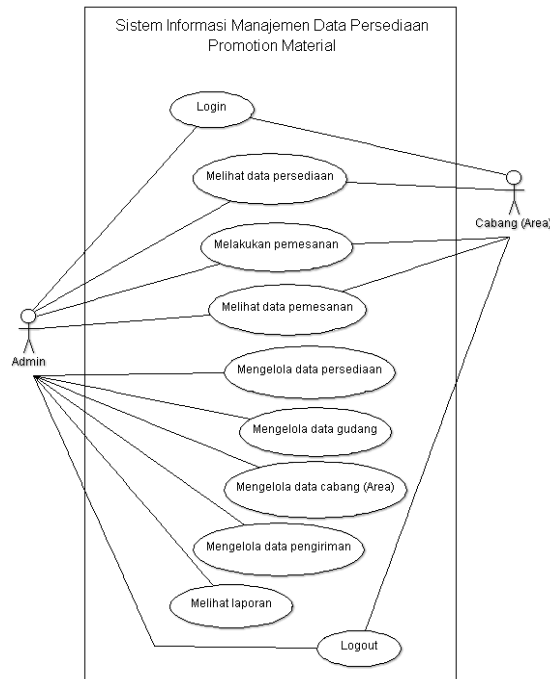 Sistem Informasi Manajemen Data Persediaan
Promotion Material
Login
Melihat data persediaan
Cabang (Area)
Melakukan pemesanan
Melihat data pemesanan
Admin
Mengelola data persediaan
Mengelola data gudang
Mengelola data cabang (Area)
Mengelola data pengiriman
Melihat laporan
Logout